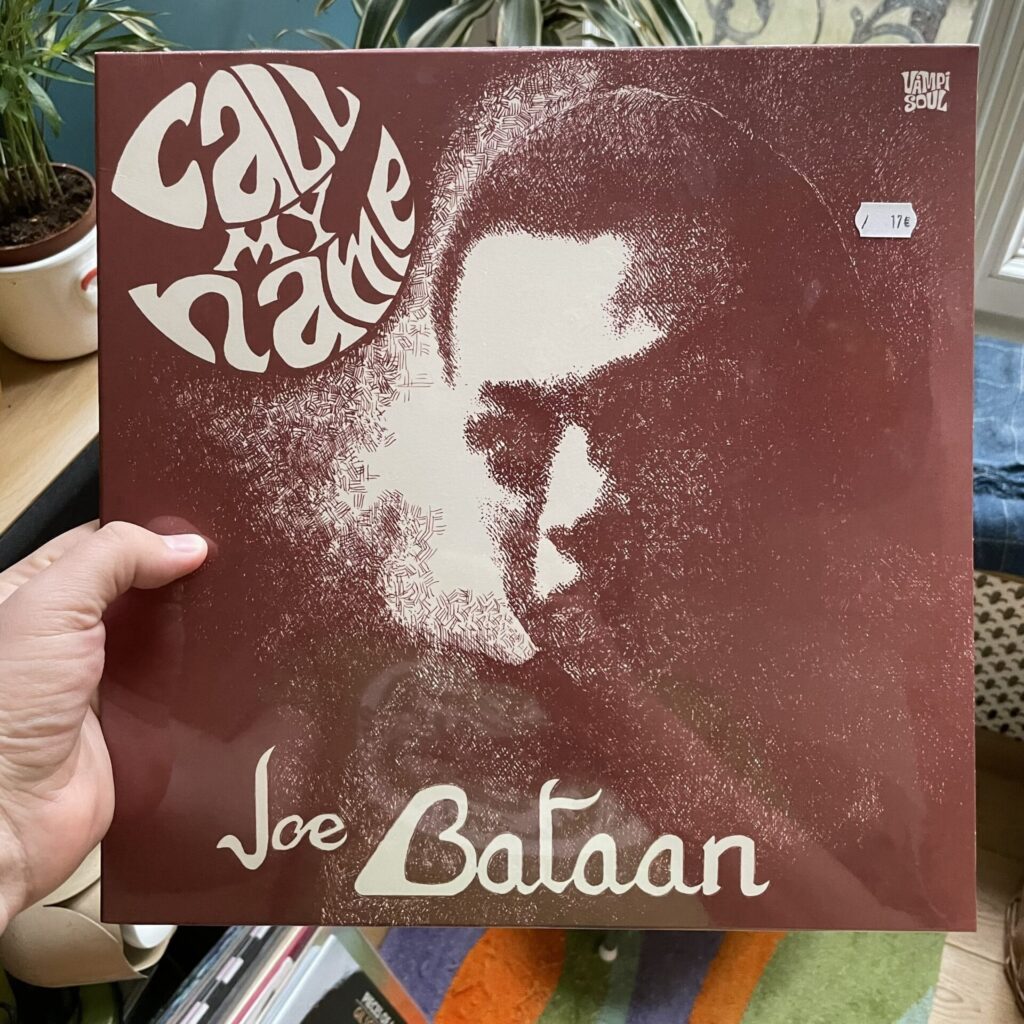 Call
My
name
VAMPI
SOUL
/ 17€
Joe Bataan